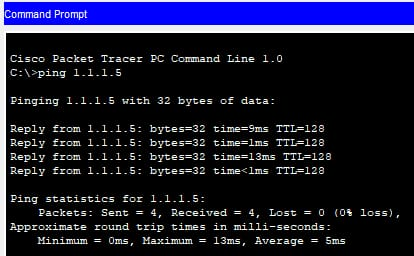 Command Prompt
Cisco Packet Tracer PC Command Line 1.0
C:\>ping 1.1.1.5
Pinging 1.1.1.5 with 32 bytes of data:
Reply from 1.1.1.5: bytes=32 time=9ms TTL=128
Reply from 1.1.1.5: bytes=32 time=1ms TTL=128
Reply from 1.1.1.5: bytes=32 time=13ms TTL=128
Reply from 1.1.1.5: bytes=32 time<1ms TTL=128
Ping statistics for 1.1.1.5:
Packets: Sent = 4, Received = 4, Lost = 0 (0% loss),
Approximate round trip times in milli-seconds:
Minimum = 0ms, Maximum = 13ms, Average = 5ms